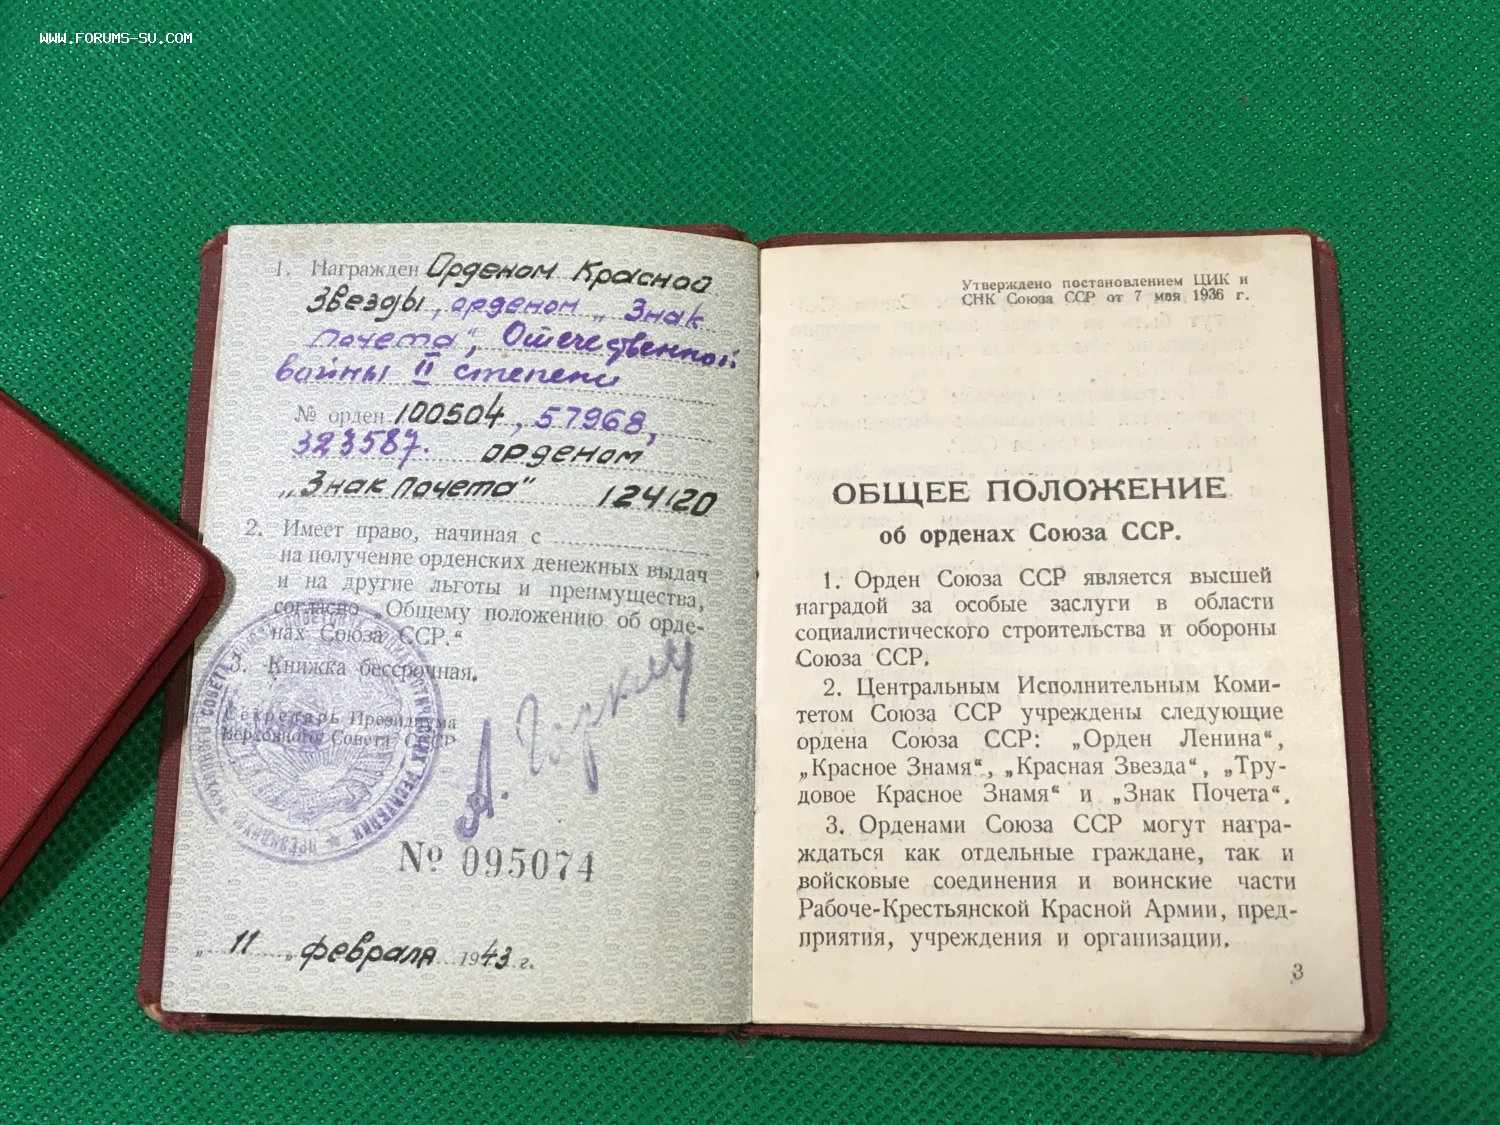 WWW.FORUMS-SU.COM
1. Награжден Орденом Красной
Звезды, орденом „Знак
Почета", Отечественной
войны II степени
№ орден 100504, 57968,
323587. орденом
„Знак Почета" 124120
2. Имеет право, начиная с
на получение орденских денежных выдач
и на другие льготы и преимущества,
согласно „Общему положению об орде-
нах Союза ССР.“
3. Книжка бессрочная.
Секретарь Президиума
Верховного Совета СССР
А. Горкин
№ 095074
„ 11 „ февраля 1943 г.
Утверждено постановлением ЦИК и
СНК Союза ССР от 7 мая 1936 г.
ОБЩЕЕ ПОЛОЖЕНИЕ
об орденах Союза ССР.
1. Орден Союза ССР является высшей
наградой за особые заслуги в области
социалистического строительства и обороны
Союза ССР.
2. Центральным Исполнительным Коми-
тетом Союза ССР учреждены следующие
ордена Союза ССР: „Орден Ленина“,
„Красное Знамя“, „Красная Звезда“, „Тру-
довое Красное Знамя“ и „Знак Почета“.
3. Орденами Союза ССР могут награ-
ждаться как отдельные граждане, так и
войсковые соединения и воинские части
Рабоче-Крестьянской Красной Армии, пред-
приятия, учреждения и организации.
3